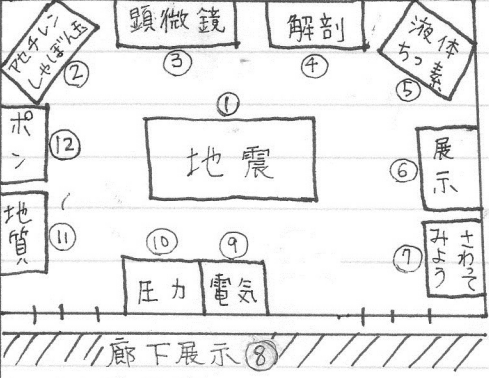 アセチレン
しゃぼん玉
②
顕微鏡
③
解剖
④
液体
ちっ素
⑤
①
地震
ポン
⑫
展示
⑥
地質
⑪
さわって
みよう
⑦
⑩
圧力
⑨
電気
廊下展示⑧